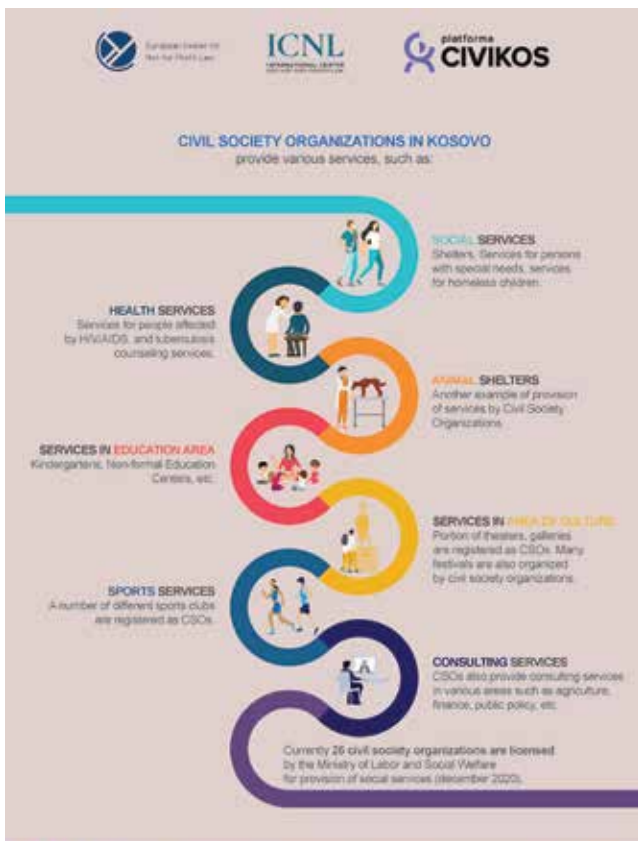 European Center for
Not-for-Profit Law
ICNL
INTERNATIONAL CENTER
FOR NOT-FOR-PROFIT LAW
platforma
CIVIKOS
CIVIL SOCIETY ORGANIZATIONS IN KOSOVO
provide various services, such as:
SOCIAL SERVICES
Shelters, Services for persons
with special needs, services
for homeless children.
HEALTH SERVICES
Services for people affected
by HIV/AIDS, and tuberculosis
counseling services.
ANIMAL SHELTERS
Another example of provision
of services by Civil Society
Organizations.
SERVICES IN EDUCATION AREA
Kindergartens, Non-formal Education
Centers, etc.
SERVICES IN AREA OF CULTURE
Portion of theaters, galleries
are registered as CSOs. Many
festivals are also organized
by civil society organizations.
SPORTS SERVICES
A number of different sports clubs
are registered as CSOs.
CONSULTING SERVICES
CSOs also provide consulting services
in various areas such as agriculture,
finance, public policy, etc.
Currently 26 civil society organizations are licensed
by the Ministry of Labor and Social Welfare
for provision of social services (december 2020).